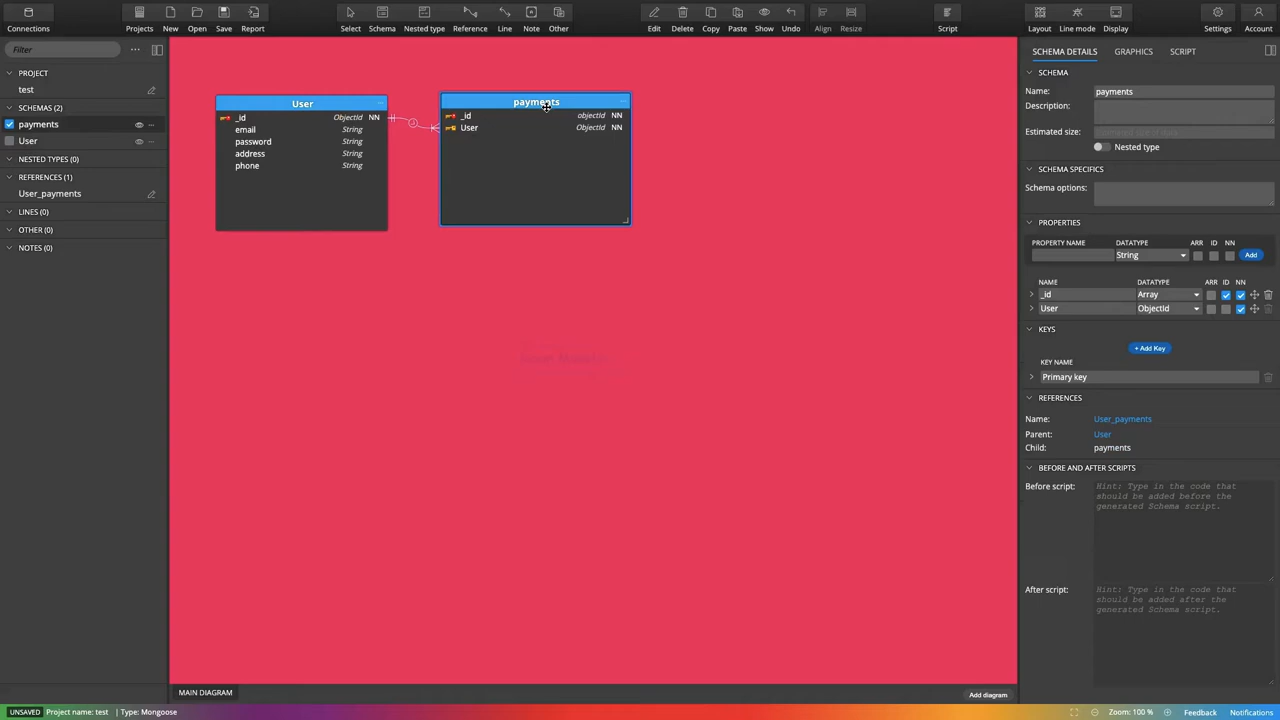 Connections
Projects New Open Save Report
Select Schema Nested type Reference Line Note Other
Edit Delete Copy Paste Show Undo Align Resize
Script
Layout Line mode Display
Settings Account
Filter
PROJECT
test
SCHEMAS (2)
payments
User
NESTED TYPES (0)
REFERENCES (1)
User_payments
LINES (0)
OTHER (0)
NOTES (0)
User
_id ObjectId NN
email String
password String
address String
phone String
payments
_id objectId NN
User ObjectId NN
MAIN DIAGRAM
Add diagram
SCHEMA DETAILS GRAPHICS SCRIPT
SCHEMA
Name: payments
Description:
Estimated size:
Nested type
SCHEMA SPECIFICS
Schema options:
PROPERTIES
PROPERTY NAME DATATYPE ARR ID NN
String Add
NAME DATATYPE ARR ID NN
_id Array
User ObjectId
KEYS
+ Add Key
KEY NAME
Primary key
REFERENCES
Name: User_payments
Parent: User
Child: payments
BEFORE AND AFTER SCRIPTS
Before script: Hint: Type in the code that
should be added before the
generated Schema script.
After script: Hint: Type in the code that
should be added after the
generated Schema script.
UNSAVED Project name: test | Type: Mongoose
Zoom: 100 % Feedback Notifications